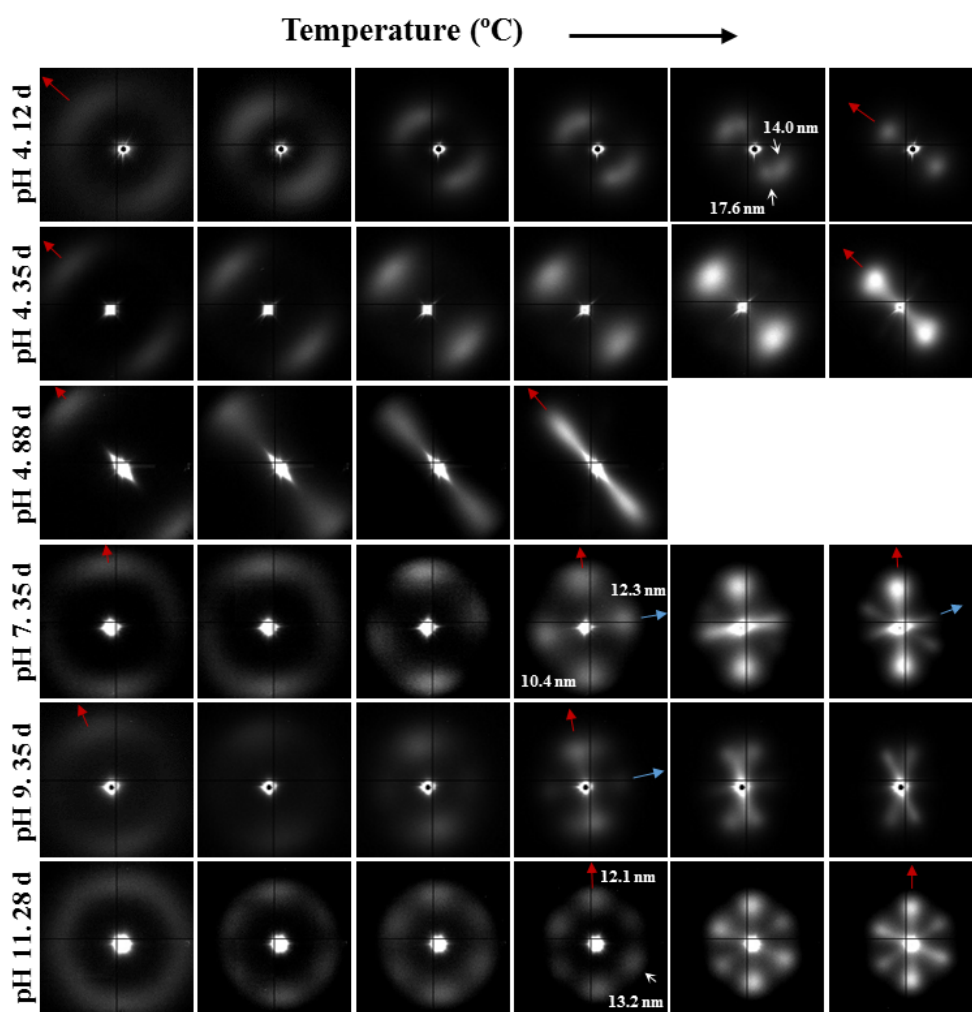 Temperature (ºC)
pH 4. 12 d
14.0 nm
17.6 nm
pH 4. 35 d
pH 4. 88 d
pH 7. 35 d
12.3 nm
10.4 nm
pH 9. 35 d
pH 11. 28 d
12.1 nm
13.2 nm